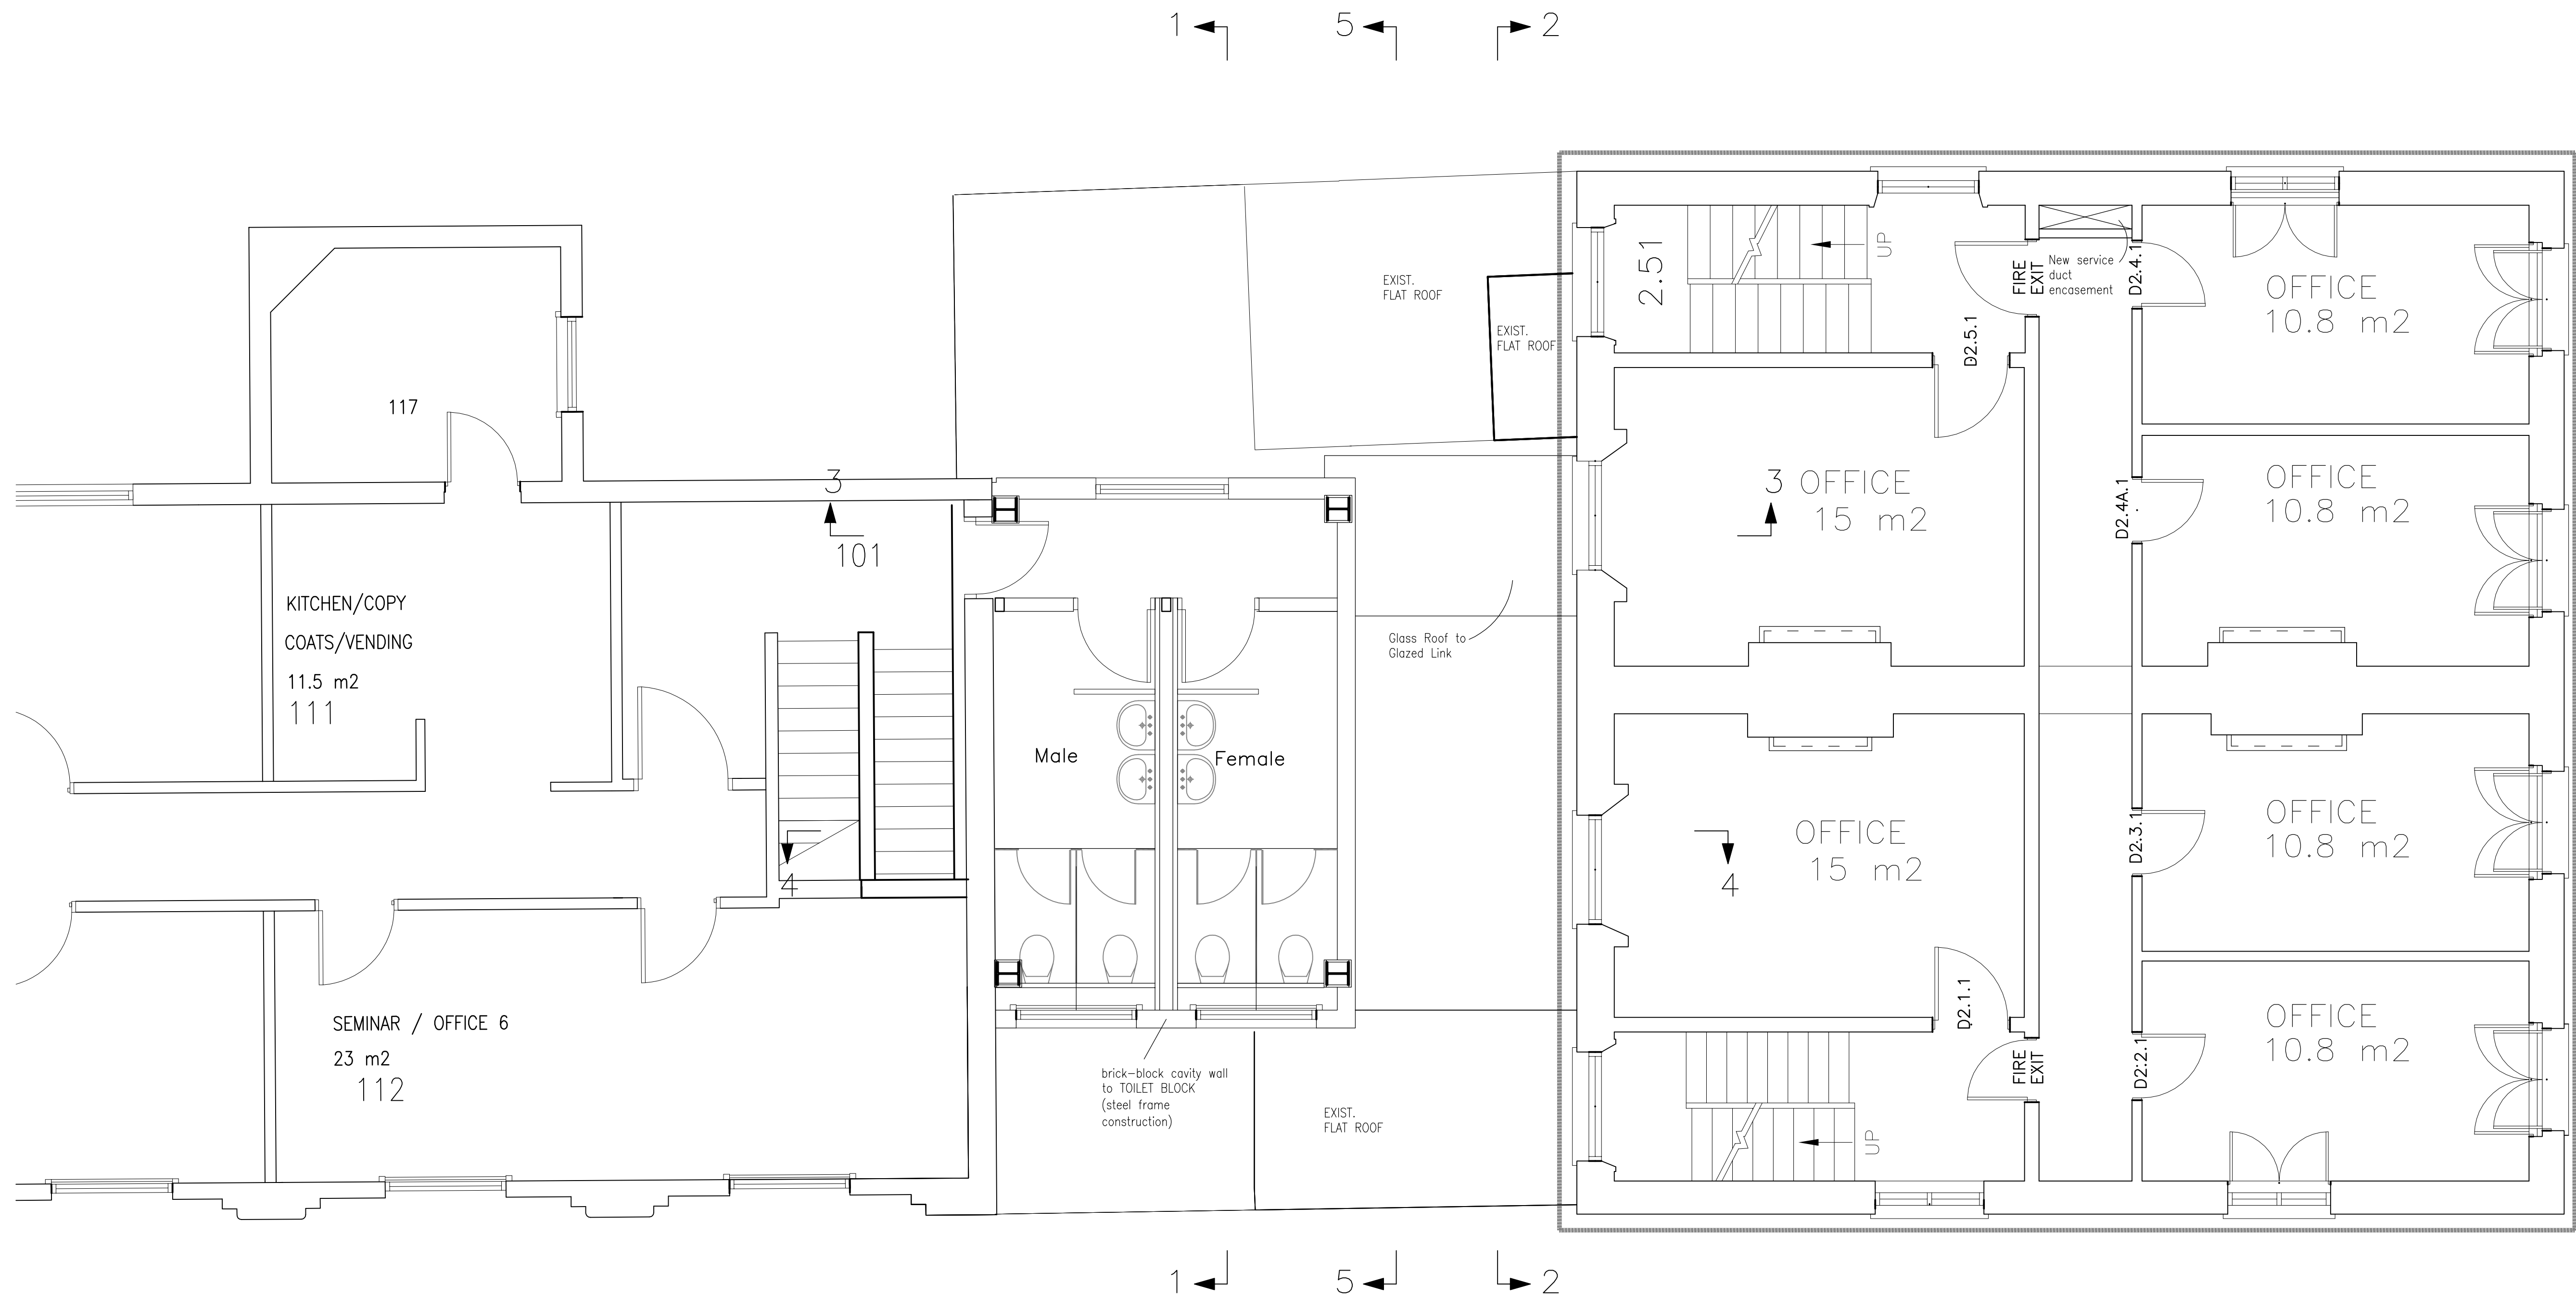 1
5
2
117
KITCHEN/COPY
COATS/VENDING
11.5 m2
111
3
101
4
SEMINAR / OFFICE 6
23 m2
112
Male
Female
brick-block cavity wall
to TOILET BLOCK
(steel frame
construction)
EXIST.
FLAT ROOF
EXIST.
FLAT ROOF
Glass Roof to
Glazed Link
EXIST.
FLAT ROOF
2.51
UP
D2.5.1
FIRE
EXIT
New service
duct
encasement
D2.4.1
OFFICE
10.8 m2
3
OFFICE
15 m2
D2.4A.1
OFFICE
10.8 m2
OFFICE
15 m2
4
D2.3.1
OFFICE
10.8 m2
D2.1.1
UP
FIRE
EXIT
D2.2.1
OFFICE
10.8 m2
1
5
2